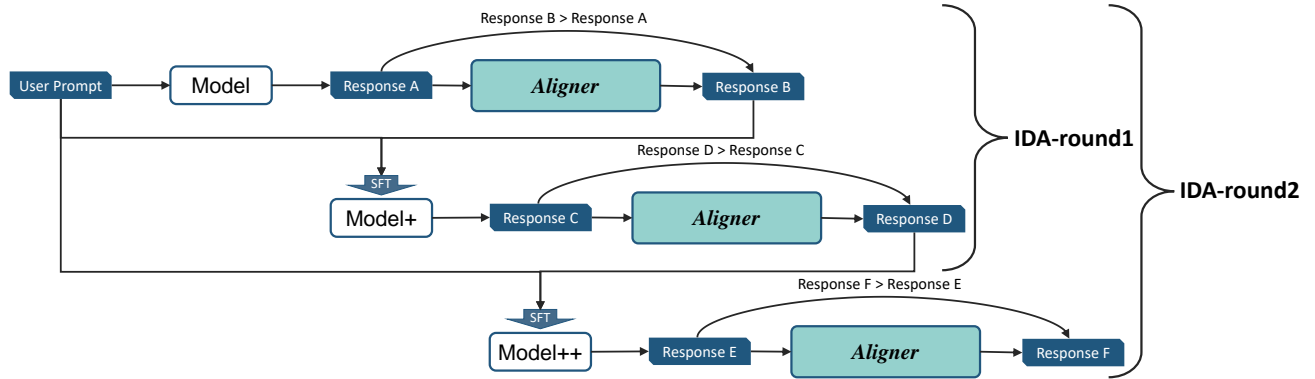 Response B > Response A
User Prompt
Model
Response A
Aligner
Response B
IDA-round1
Response D > Response C
SFT
Model+
Response C
Aligner
Response D
IDA-round2
Response F > Response E
SFT
Model++
Response E
Aligner
Response F